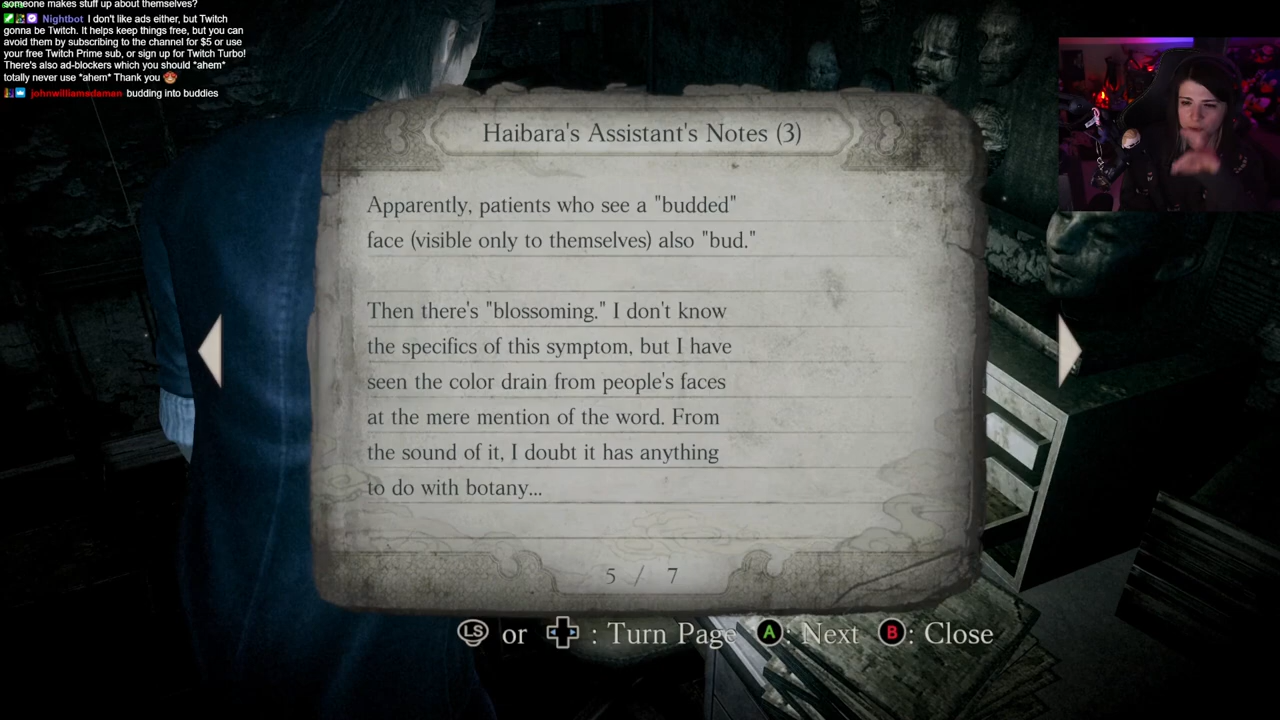 someone makes stuff up about themselves?
Nightbot I don't like ads either, but Twitch
gonna be Twitch. It helps keep things free, but you can
avoid them by subscribing to the channel for $5 or use
your free Twitch Prime sub, or sign up for Twitch Turbo!
There's also ad-blockers which you should *ahem*
totally never use *ahem* Thank you
johnwilliamsdaman budding into buddies
Haibara's Assistant's Notes (3)
Apparently, patients who see a "budded"
face (visible only to themselves) also "bud."
Then there's "blossoming." I don't know
the specifics of this symptom, but I have
seen the color drain from people's faces
at the mere mention of the word. From
the sound of it, I doubt it has anything
to do with botany...
5 / 7
LS or : Turn Page A: Next B: Close